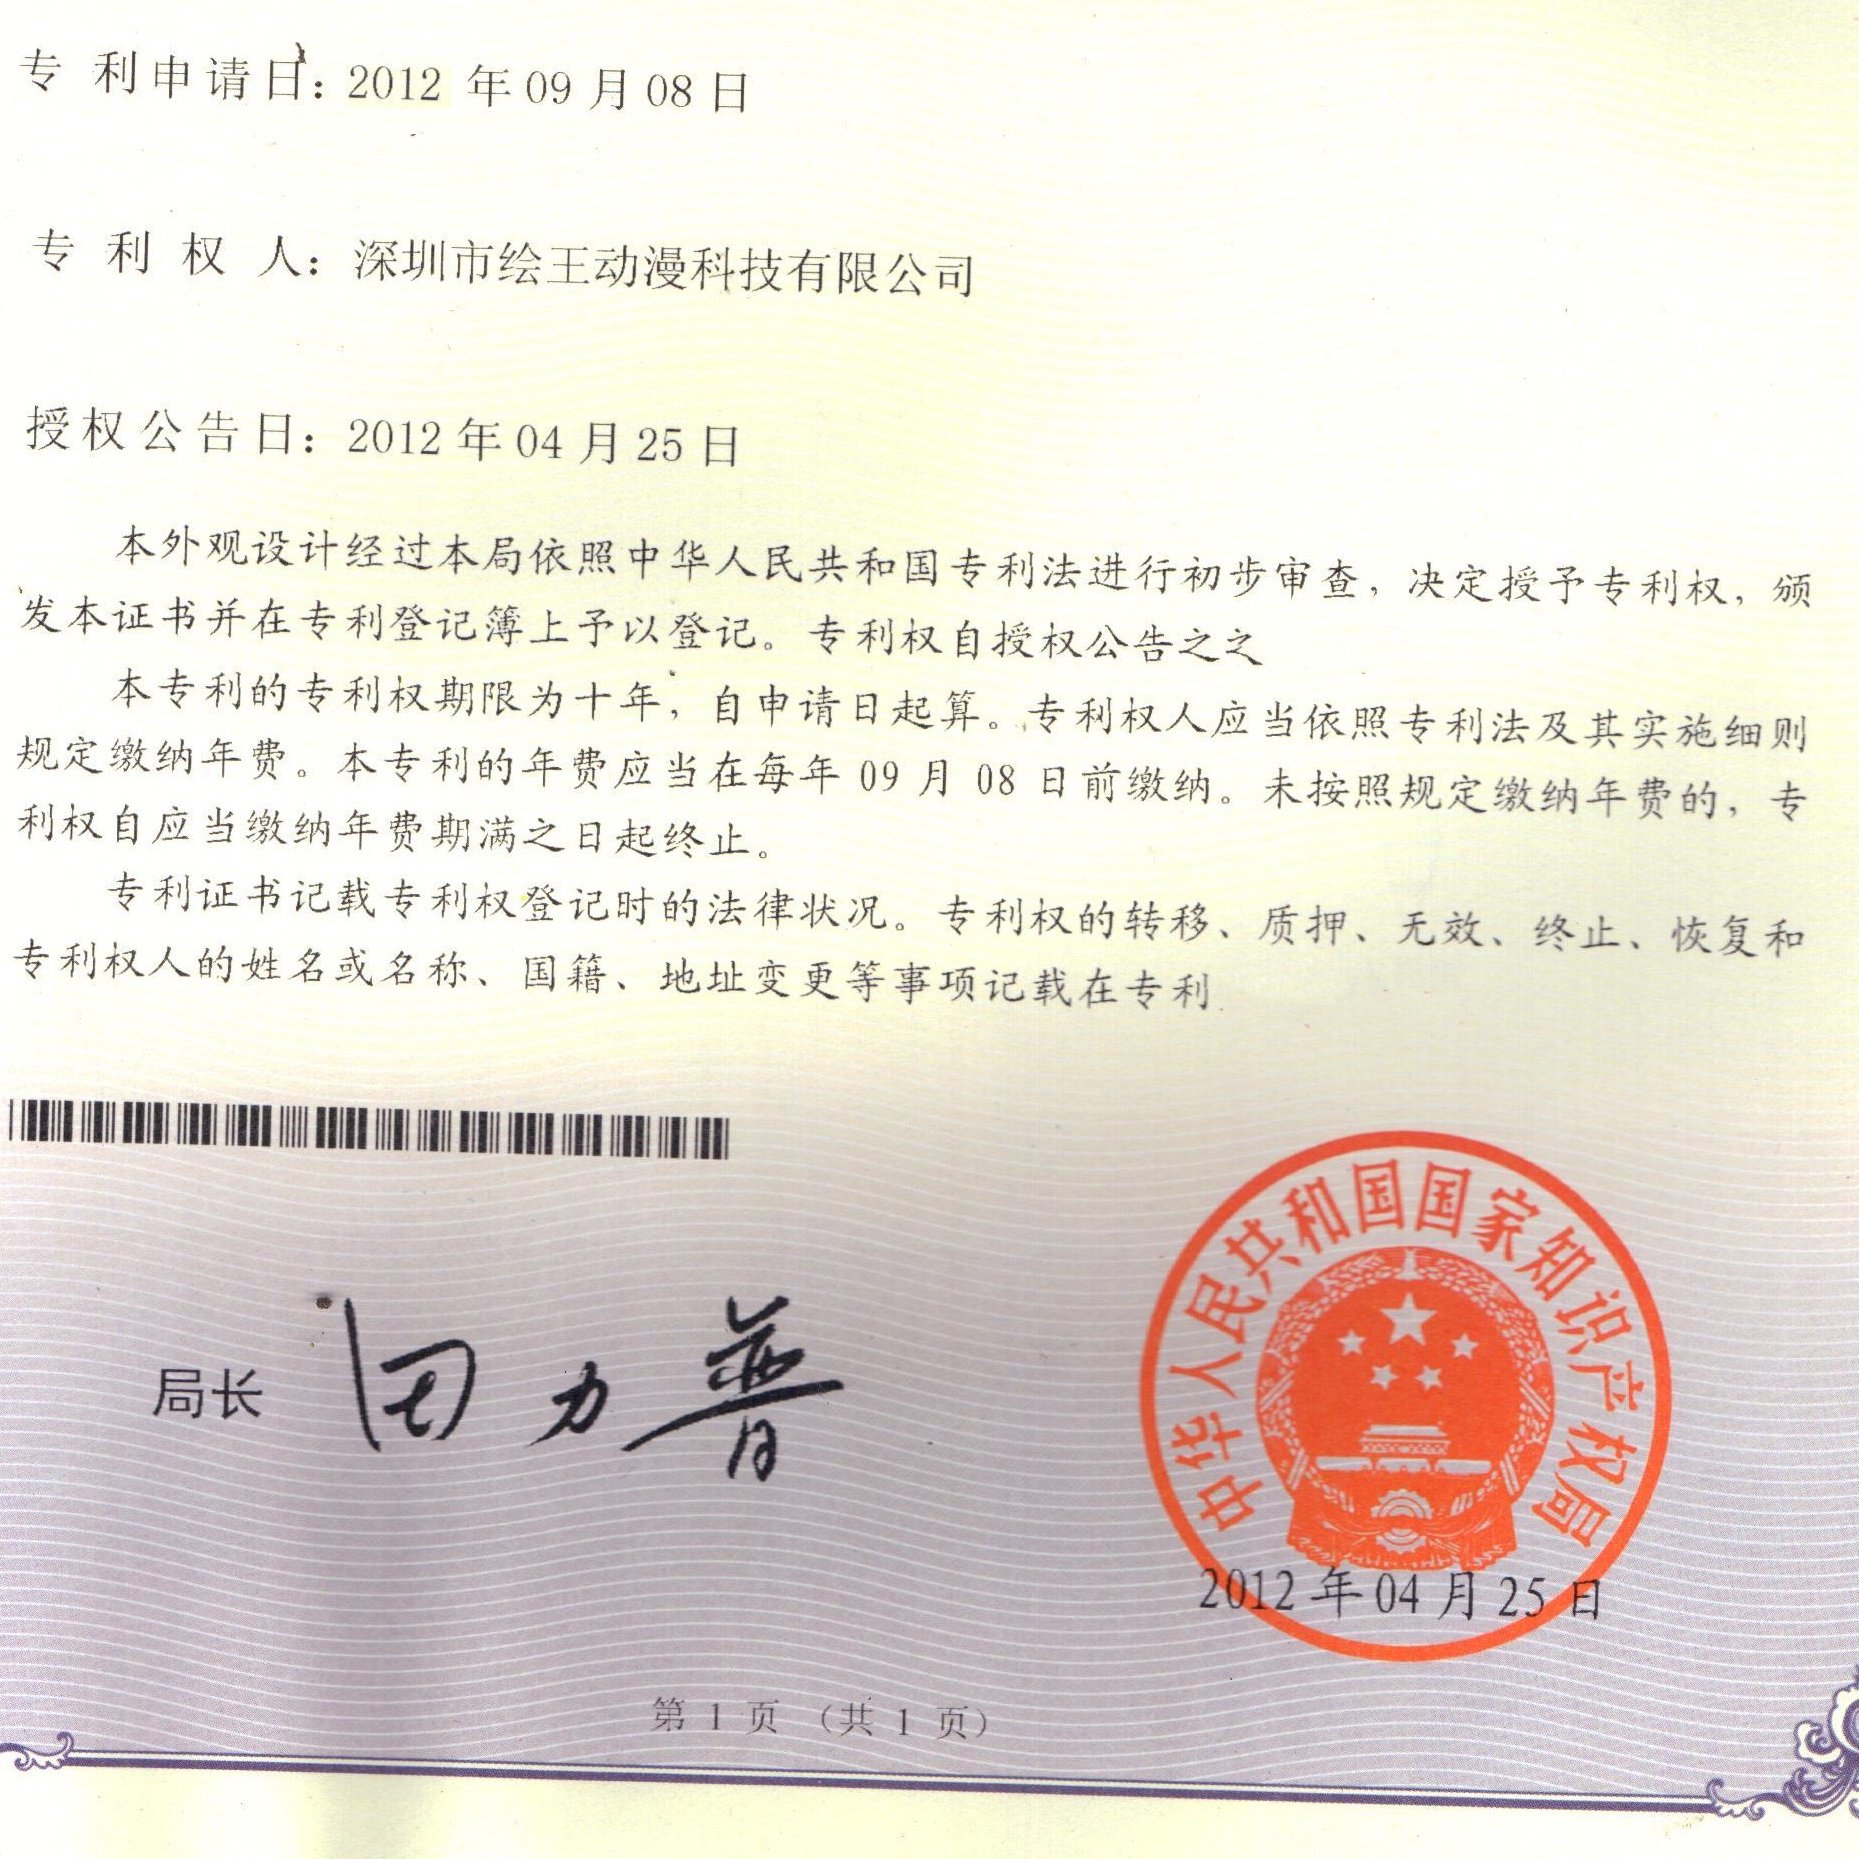 专 利 申 请 日：2012 年 09 月 08 日
专 利 权 人：深圳市绘王动漫科技有限公司
授权公告日：2012 年 04 月 25 日
本外观设计经过本局依照中华人民共和国专利法进行初步审查，决定授予专利权，颁
发本证书并在专利登记簿上予以登记。专利权自授权公告之之
本专利的专利权期限为十年，自申请日起算。专利权人应当依照专利法及其实施细则
规定缴纳年费。本专利的年费应当在每年 09 月 08 日前缴纳。未按照规定缴纳年费的，专
利权自应当缴纳年费期满之日起终止。
专利证书记载专利权登记时的法律状况。专利权的转移、质押、无效、终止、恢复和
专利权人的姓名或名称、国籍、地址变更等事项记载在专利
局长 田力普
中华人民共和国国家知识产权局
2012 年 04 月 25 日
第 1 页 （共 1 页）